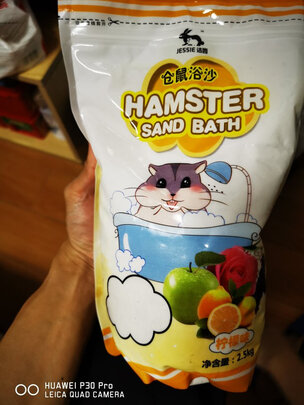 JESSIE 洁西
仓鼠浴沙
HAMSTER
SAND BATH
柠檬味
净含量：2.5kg
HUAWEI P30 Pro
LEICA QUAD CAMERA